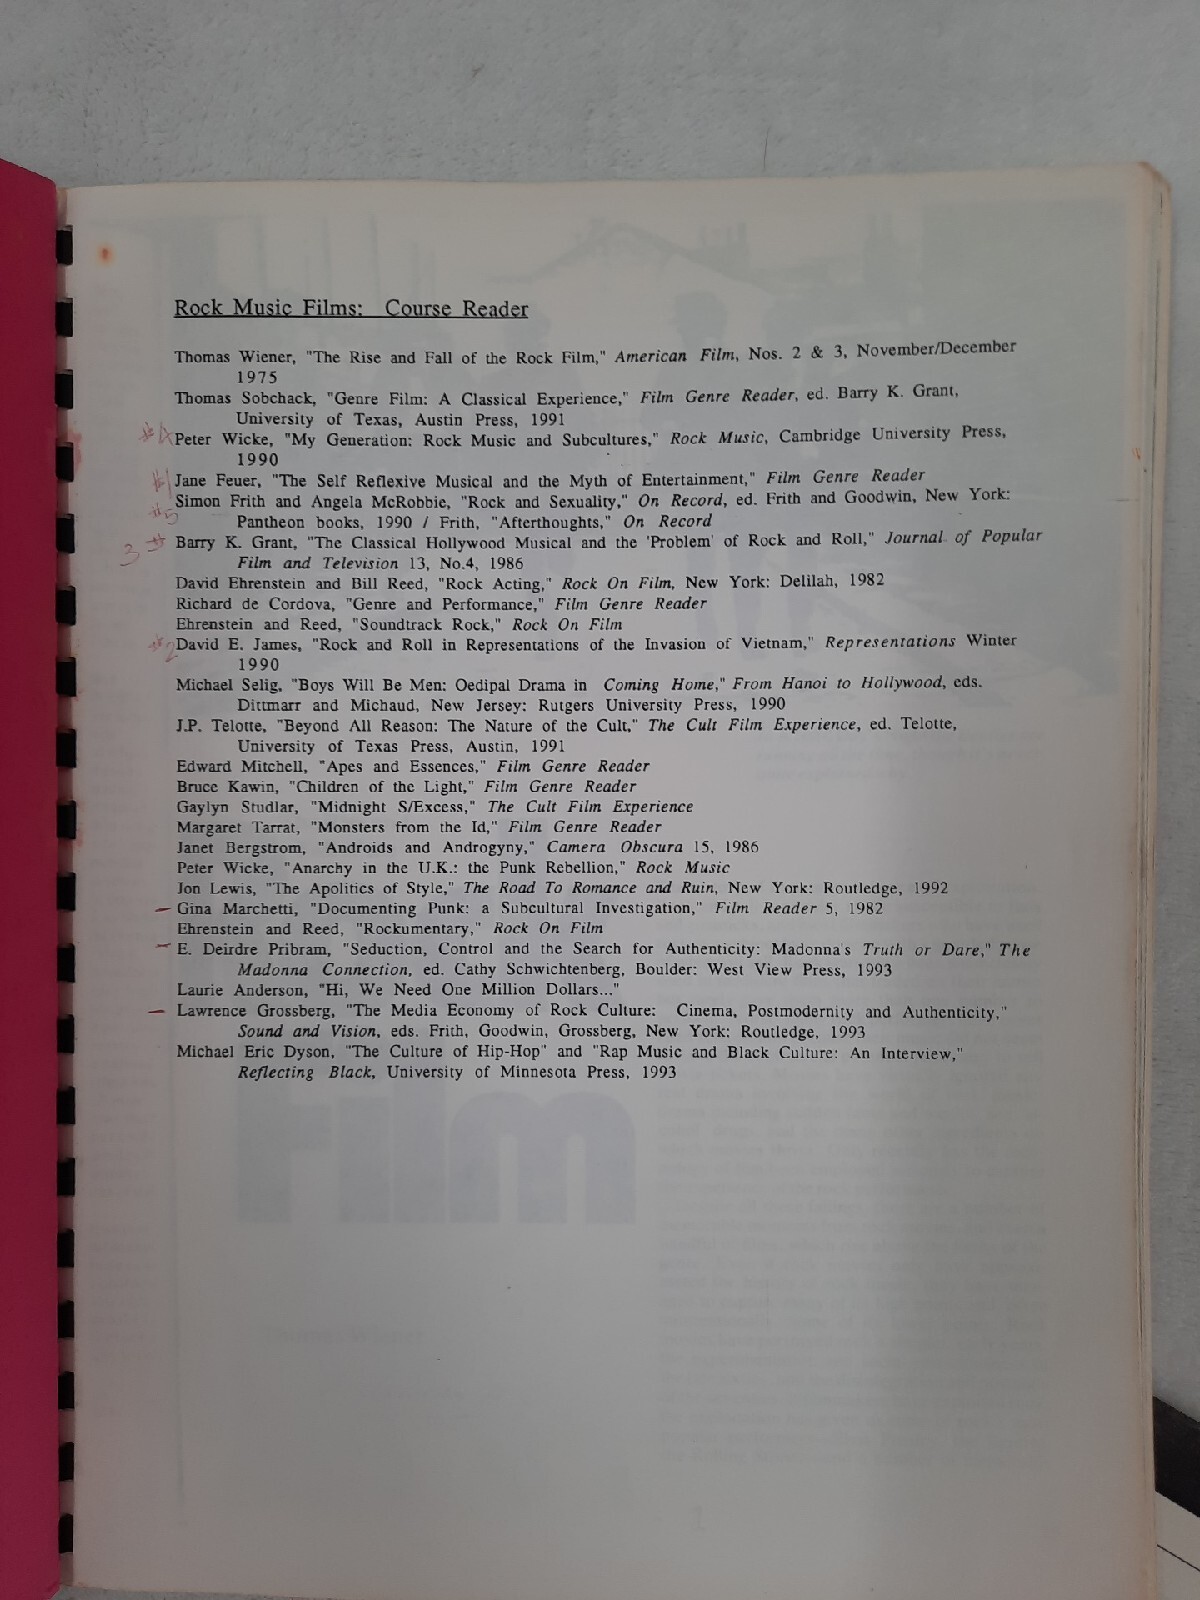 Rock Music Films: Course Reader
Thomas Wiener, "The Rise and Fall of the Rock Film," American Film, Nos. 2 & 3, November/December
1975
Thomas Sobchack, "Genre Film: A Classical Experience," Film Genre Reader, ed. Barry K. Grant,
University of Texas, Austin Press, 1991
#4 Peter Wicke, "My Generation: Rock Music and Subcultures," Rock Music, Cambridge University Press,
1990
#1 Jane Feuer, "The Self Reflexive Musical and the Myth of Entertainment," Film Genre Reader
#5 Simon Frith and Angela McRobbie, "Rock and Sexuality," On Record, ed. Frith and Goodwin, New York:
Pantheon books, 1990 / Frith, "Afterthoughts," On Record
3 # Barry K. Grant, "The Classical Hollywood Musical and the 'Problem' of Rock and Roll," Journal of Popular
Film and Television 13, No.4, 1986
David Ehrenstein and Bill Reed, "Rock Acting," Rock On Film, New York: Delilah, 1982
Richard de Cordova, "Genre and Performance," Film Genre Reader
Ehrenstein and Reed, "Soundtrack Rock," Rock On Film
#2 David E. James, "Rock and Roll in Representations of the Invasion of Vietnam," Representations Winter
1990
Michael Selig, "Boys Will Be Men: Oedipal Drama in Coming Home," From Hanoi to Hollywood, eds.
Dittmarr and Michaud, New Jersey: Rutgers University Press, 1990
J.P. Telotte, "Beyond All Reason: The Nature of the Cult," The Cult Film Experience, ed. Telotte,
University of Texas Press, Austin, 1991
Edward Mitchell, "Apes and Essences," Film Genre Reader
Bruce Kawin, "Children of the Light," Film Genre Reader
Gaylyn Studlar, "Midnight S/Excess," The Cult Film Experience
Margaret Tarrat, "Monsters from the Id," Film Genre Reader
Janet Bergstrom, "Androids and Androgyny," Camera Obscura 15, 1986
Peter Wicke, "Anarchy in the U.K.: the Punk Rebellion," Rock Music
Jon Lewis, "The Apolitics of Style," The Road To Romance and Ruin, New York: Routledge, 1992
– Gina Marchetti, "Documenting Punk: a Subcultural Investigation," Film Reader 5, 1982
Ehrenstein and Reed, "Rockumentary," Rock On Film
– E. Deirdre Pribram, "Seduction, Control and the Search for Authenticity: Madonna's Truth or Dare," The
Madonna Connection, ed. Cathy Schwichtenberg, Boulder: West View Press, 1993
Laurie Anderson, "Hi, We Need One Million Dollars..."
– Lawrence Grossberg, "The Media Economy of Rock Culture: Cinema, Postmodernity and Authenticity,"
Sound and Vision, eds. Frith, Goodwin, Grossberg, New York: Routledge, 1993
Michael Eric Dyson, "The Culture of Hip-Hop" and "Rap Music and Black Culture: An Interview,"
Reflecting Black, University of Minnesota Press, 1993